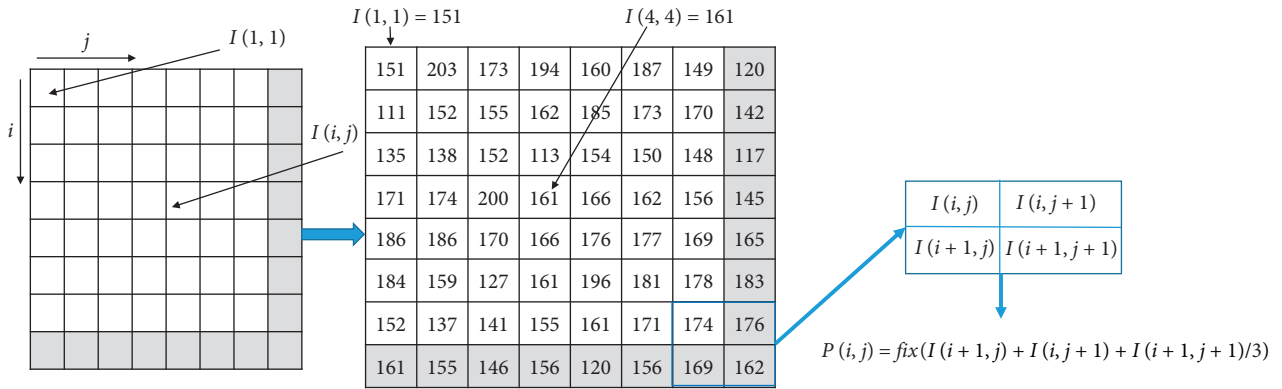 I (1, 1) = 151
I (4, 4) = 161
j
I (1, 1)
i
I (i, j)
151 203 173 194 160 187 149 120
111 152 155 162 185 173 170 142
135 138 152 113 154 150 148 117
171 174 200 161 166 162 156 145
186 186 170 166 176 177 169 165
184 159 127 161 196 181 178 183
152 137 141 155 161 171 174 176
161 155 146 156 120 156 169 162
I (i, j) I (i, j + 1)
I (i + 1, j) I (i + 1, j + 1)
P (i, j) = fix(I (i + 1, j) + I (i, j + 1) + I (i + 1, j + 1)/3)